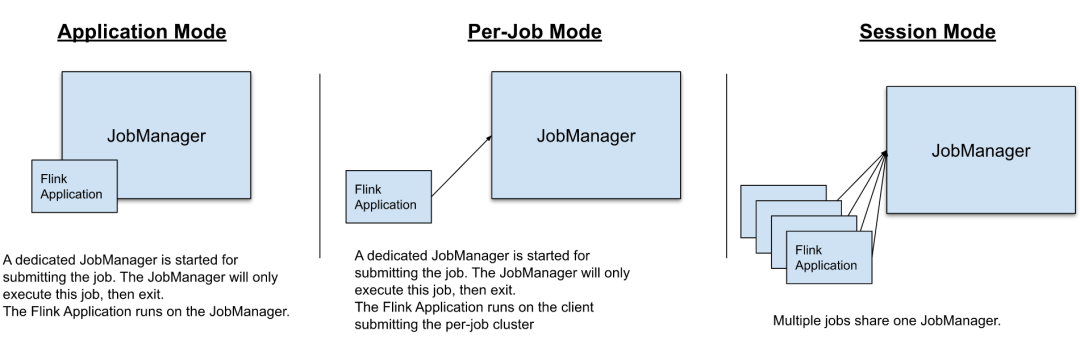 Application Mode
JobManager
Flink
Application
A dedicated JobManager is started for
submitting the job. The JobManager will only
execute this job, then exit.
The Flink Application runs on the JobManager.
Per-Job Mode
JobManager
Flink
Application
A dedicated JobManager is started for
submitting the job. The JobManager will only
execute this job, then exit.
The Flink Application runs on the client
submitting the per-job cluster
Session Mode
JobManager
Flink
Application
Multiple jobs share one JobManager.